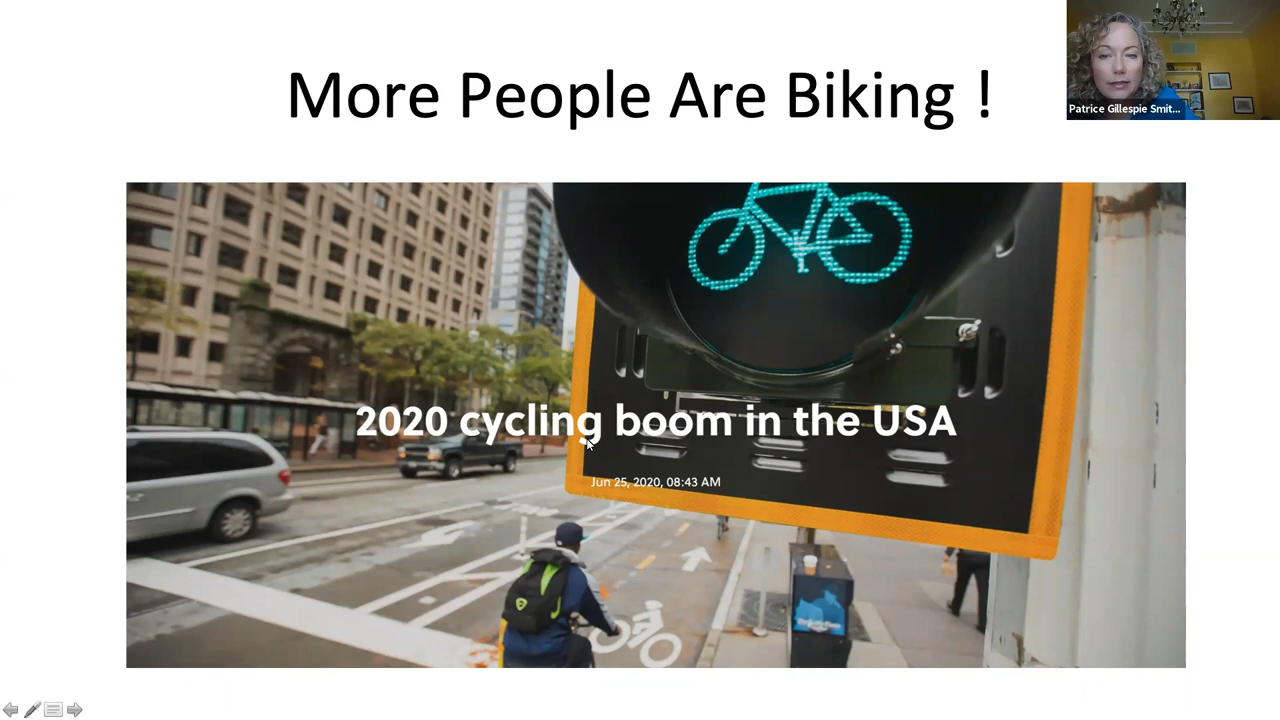 More People Are Biking !
Patrice Gillespie Smit...
2020 cycling boom in the USA
Jun 25, 2020, 08:43 AM